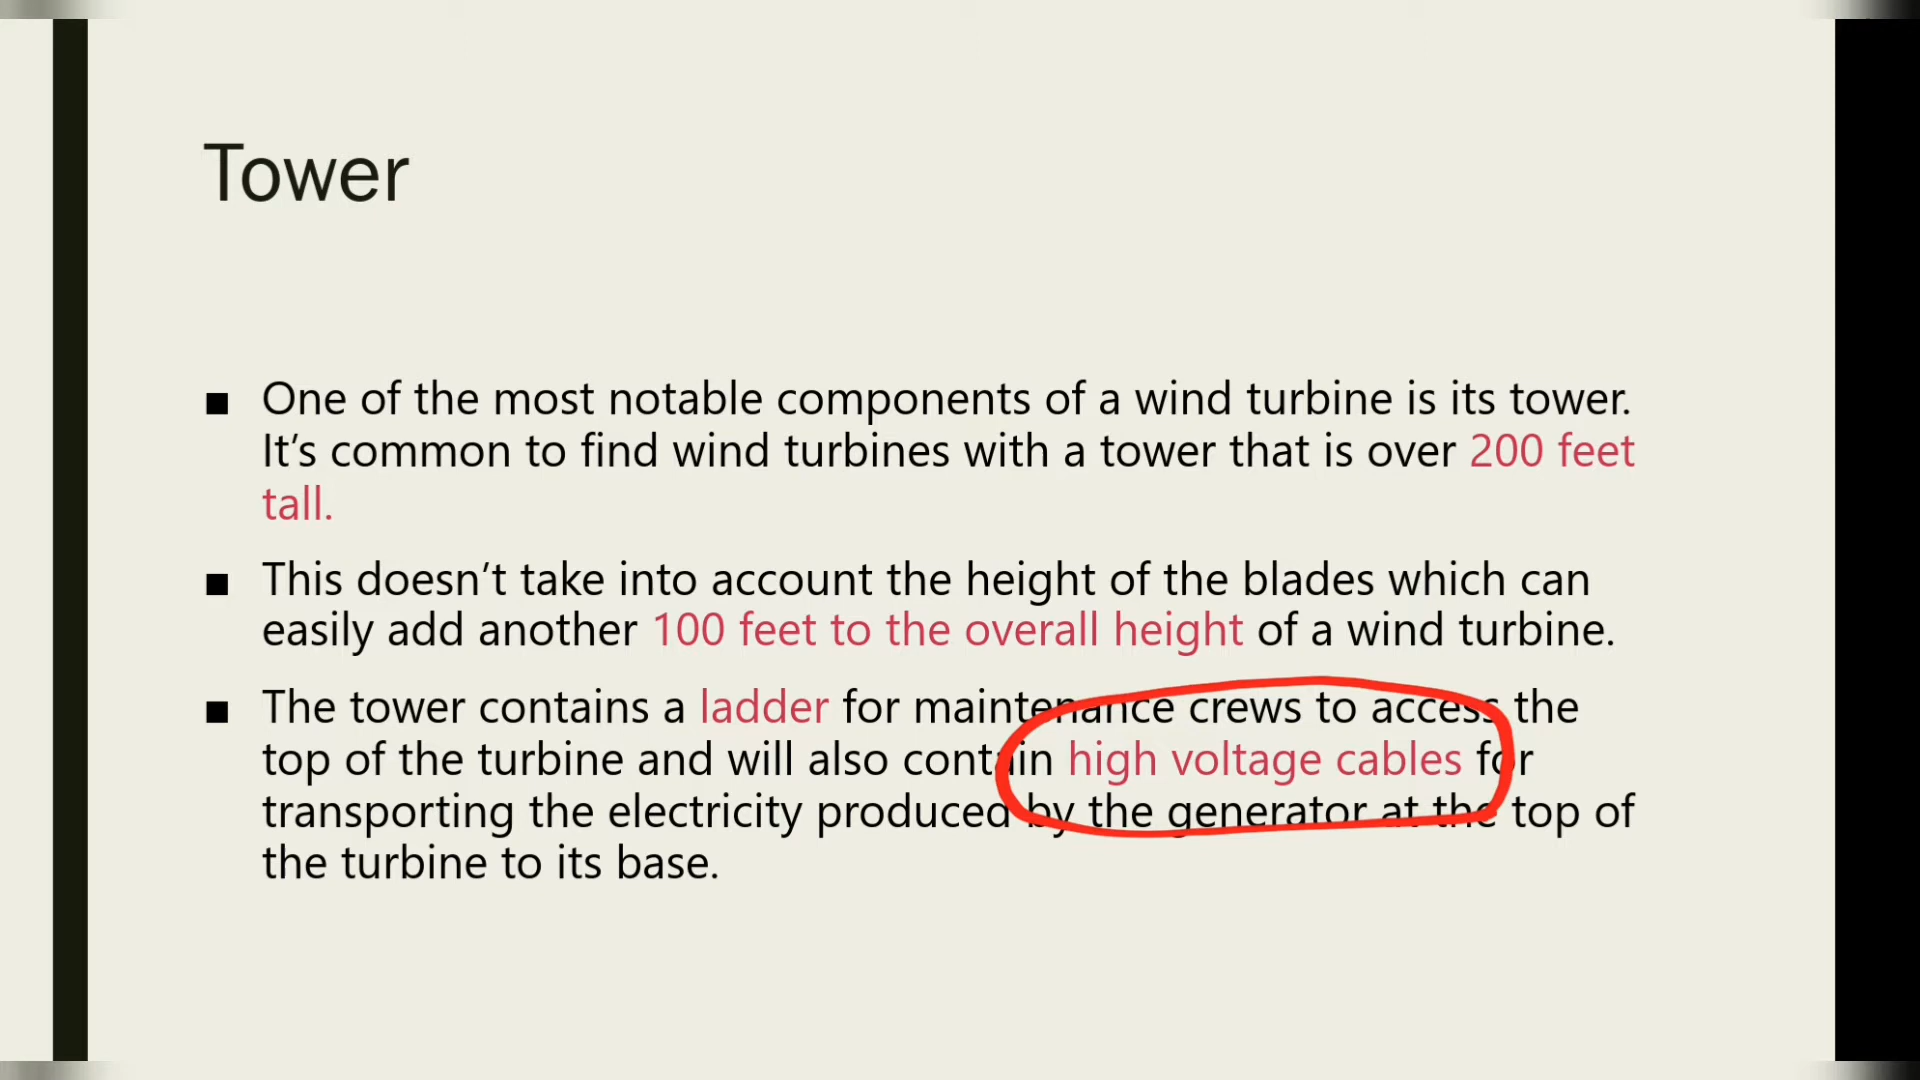 Tower
■ One of the most notable components of a wind turbine is its tower.
It’s common to find wind turbines with a tower that is over 200 feet
tall.
■ This doesn’t take into account the height of the blades which can
easily add another 100 feet to the overall height of a wind turbine.
■ The tower contains a ladder for maintenance crews to access the
top of the turbine and will also contain high voltage cables for
transporting the electricity produced by the generator at the top of
the turbine to its base.